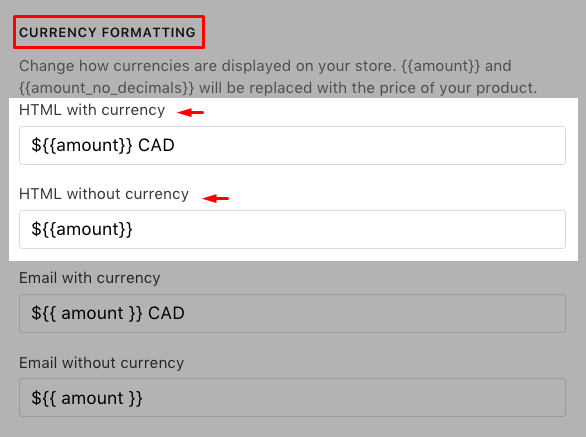 CURRENCY FORMATTING
Change how currencies are displayed on your store. {{amount}} and
{{amount_no_decimals}} will be replaced with the price of your product.
HTML with currency
${{amount}} CAD
HTML without currency
${{amount}}
Email with currency
${{ amount }} CAD
Email without currency
${{ amount }}